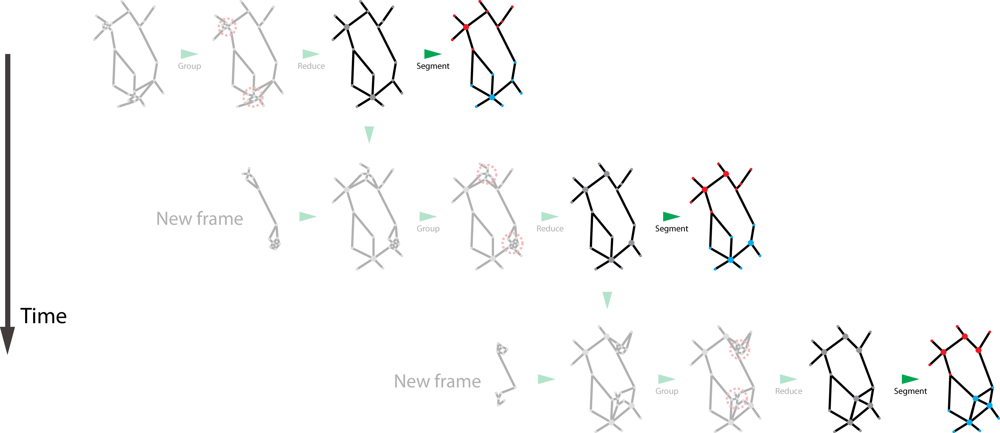 Group
Reduce
Segment
New frame
Group
Reduce
Segment
Time
New frame
Group
Reduce
Segment